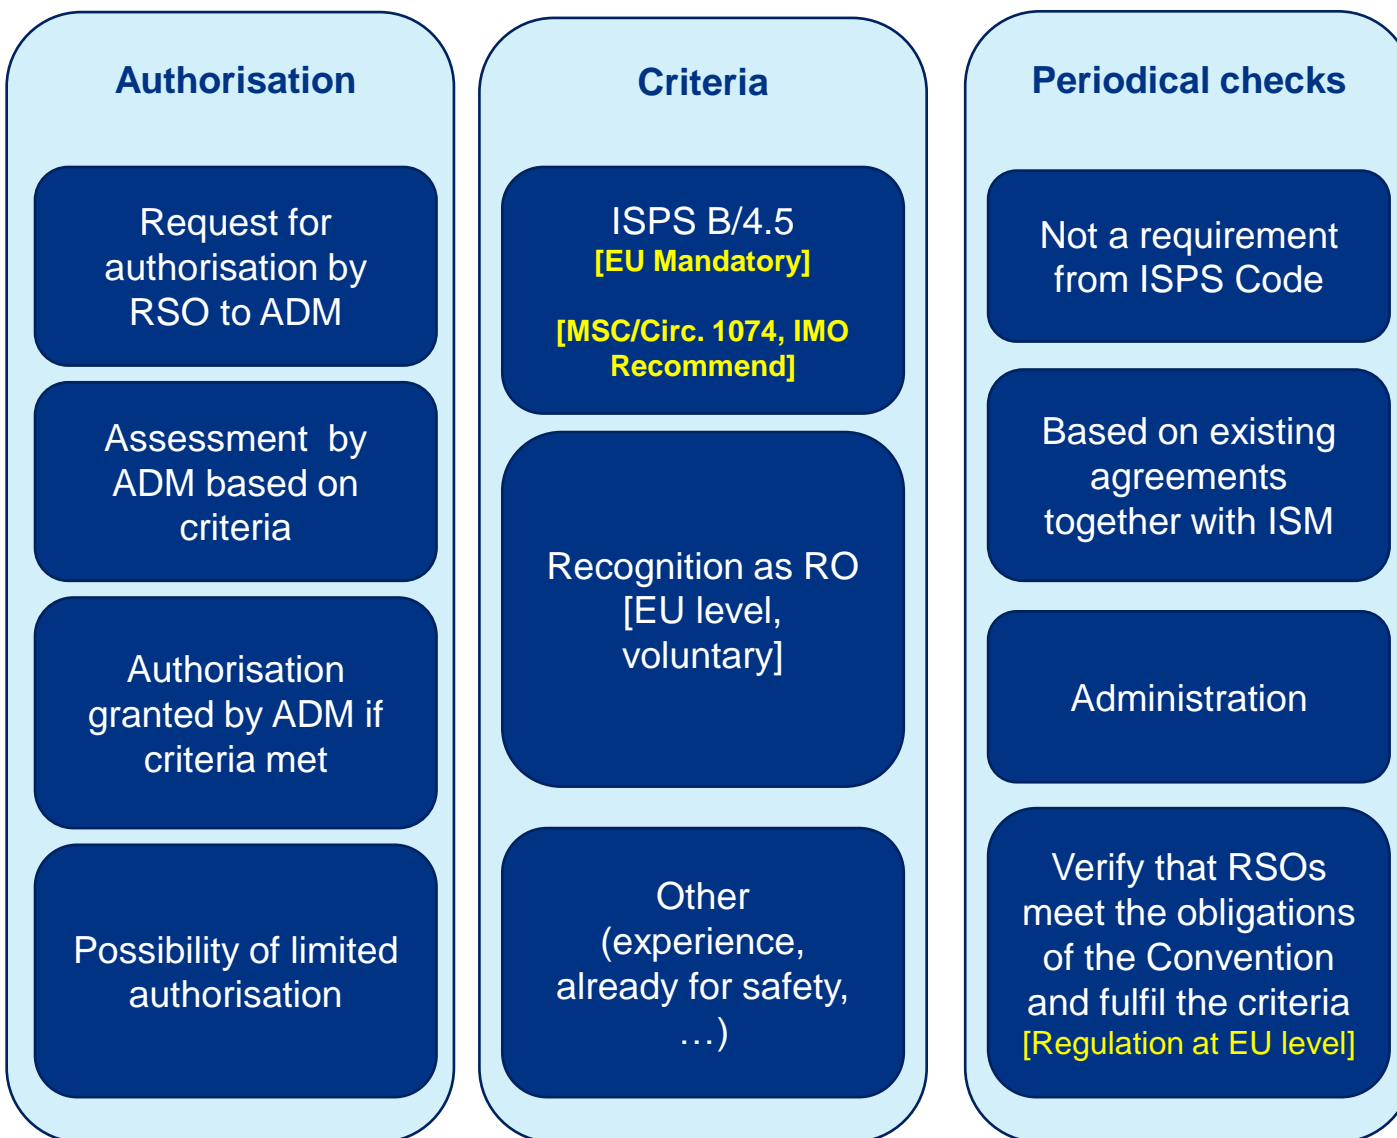 Authorisation
Request for
authorisation by
RSO to ADM
Assessment by
ADM based on
criteria
Authorisation
granted by ADM if
criteria met
Possibility of limited
authorisation
Criteria
ISPS B/4.5
[EU Mandatory]
[MSC/Circ. 1074, IMO
Recommend]
Recognition as RO
[EU level,
voluntary]
Other
(experience,
already for safety,
…)
Periodical checks
Not a requirement
from ISPS Code
Based on existing
agreements
together with ISM
Administration
Verify that RSOs
meet the obligations
of the Convention
and fulfil the criteria
[Regulation at EU level]